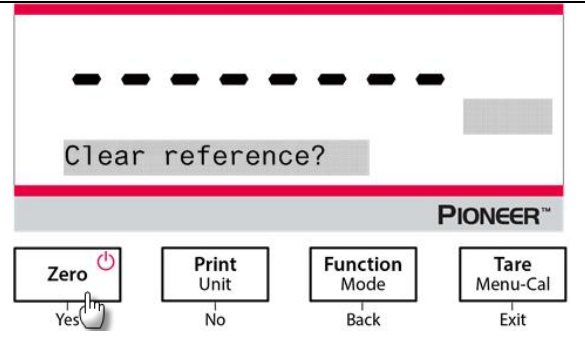 --------
Clear reference?
PIONEER™
Zero Print Function Tare
Unit Mode Menu-Cal
Yes No Back Exit